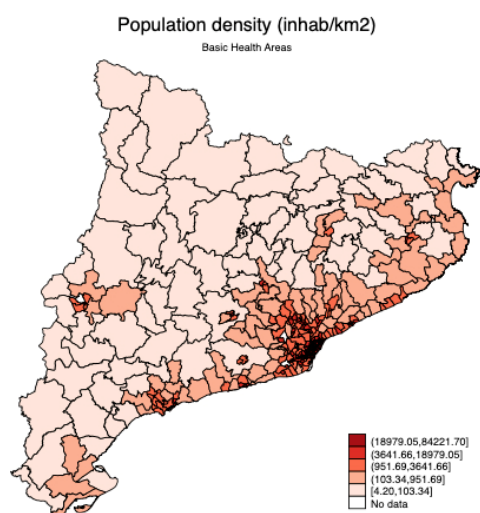 Population density (inhab/km2)
Basic Health Areas
(18979.05,84221.70]
(3641.66,18979.05]
(951.69,3641.66]
(103.34,951.69]
[4.20,103.34]
No data